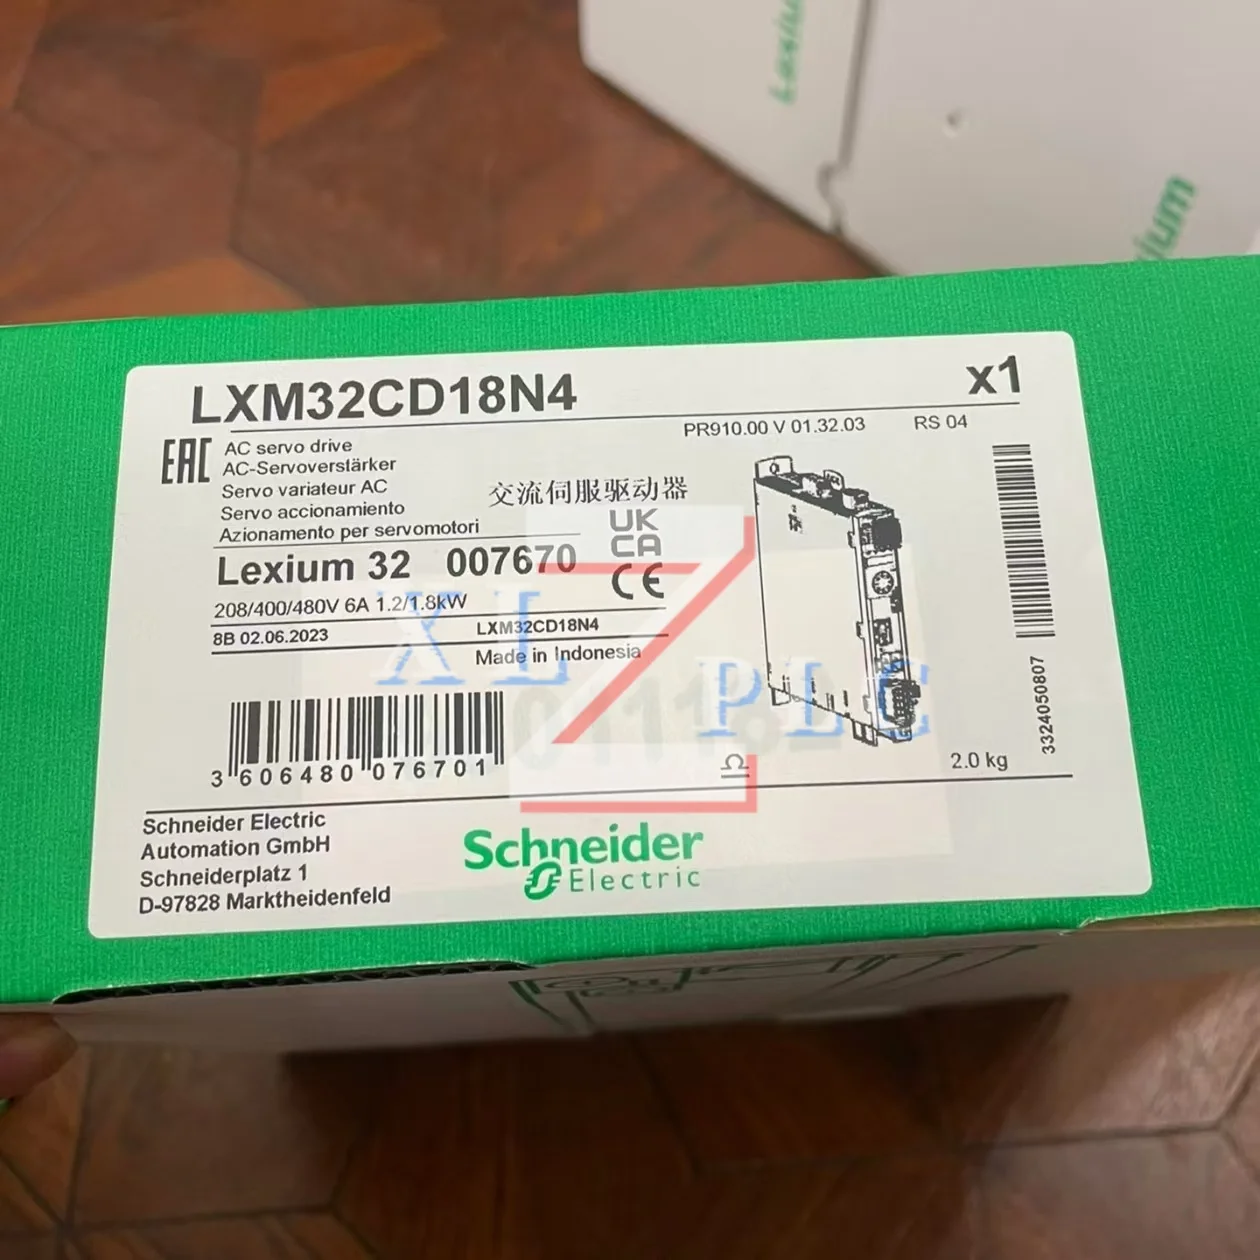 Lexium
LXM32CD18N4 x1
PR910.00 V 01.32.03 RS 04
EAC
AC servo drive
AC-Servoverstärker
Servo variateur AC
Servo accionamiento
Azionamento per servomotori
交流伺服驱动器
UK
CA
CE
Lexium 32 007670
208/400/480V 6A 1.2/1.8kW
8B 02.06.2023 LXM32CD18N4
Made in Indonesia
XLZPLC
3324050807
3 606480 076701
2.0 kg
Schneider Electric
Automation GmbH
Schneiderplatz 1
D-97828 Marktheidenfeld
Schneider
Electric